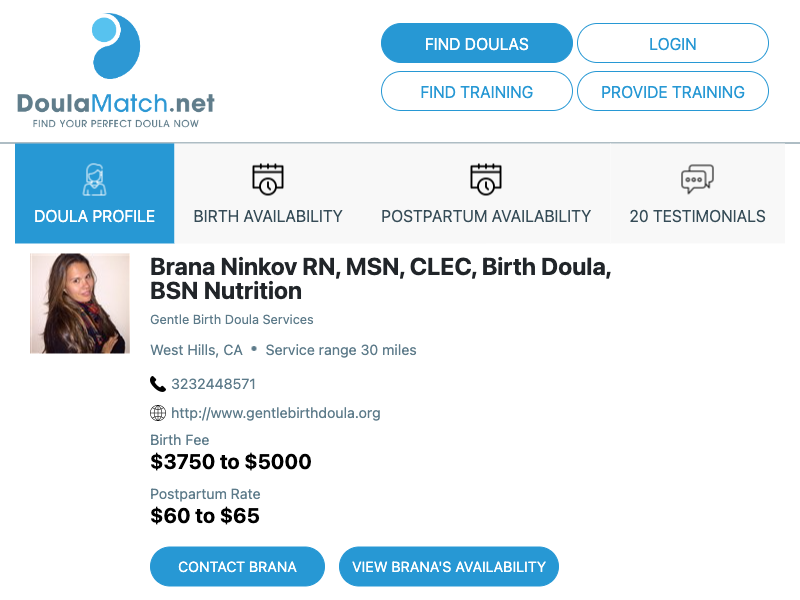 DoulaMatch.net
FIND YOUR PERFECT DOULA NOW
FIND DOULAS
LOGIN
FIND TRAINING
PROVIDE TRAINING
DOULA PROFILE
BIRTH AVAILABILITY
POSTPARTUM AVAILABILITY
20 TESTIMONIALS
Brana Ninkov RN, MSN, CLEC, Birth Doula,
BSN Nutrition
Gentle Birth Doula Services
West Hills, CA • Service range 30 miles
3232448571
http://www.gentlebirthdoula.org
Birth Fee
$3750 to $5000
Postpartum Rate
$60 to $65
CONTACT BRANA
VIEW BRANA'S AVAILABILITY